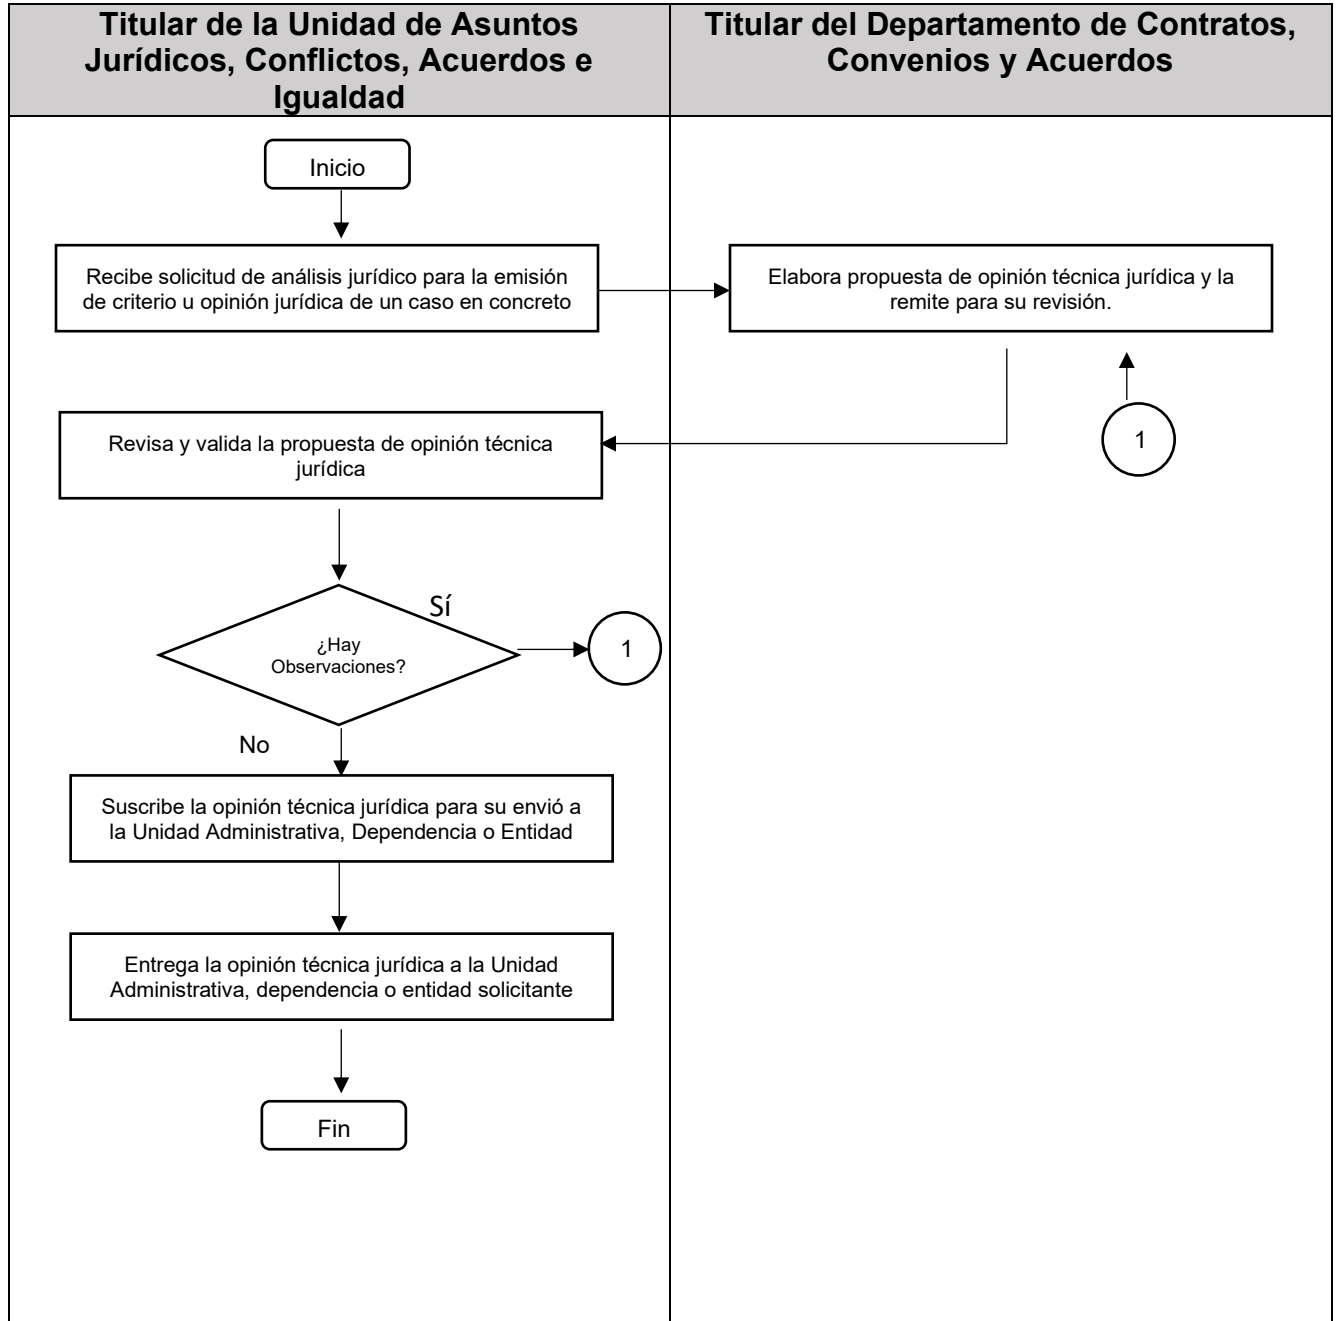 Titular de la Unidad de Asuntos
Jurídicos, Conflictos, Acuerdos e
Igualdad
Titular del Departamento de Contratos,
Convenios y Acuerdos
Inicio
Recibe solicitud de análisis jurídico para la emisión
de criterio u opinión jurídica de un caso en concreto
Elabora propuesta de opinión técnica jurídica y la
remite para su revisión.
Revisa y valida la propuesta de opinión técnica
jurídica
1
¿Hay
Observaciones?
Sí
1
No
Suscribe la opinión técnica jurídica para su envió a
la Unidad Administrativa, Dependencia o Entidad
Entrega la opinión técnica jurídica a la Unidad
Administrativa, dependencia o entidad solicitante
Fin